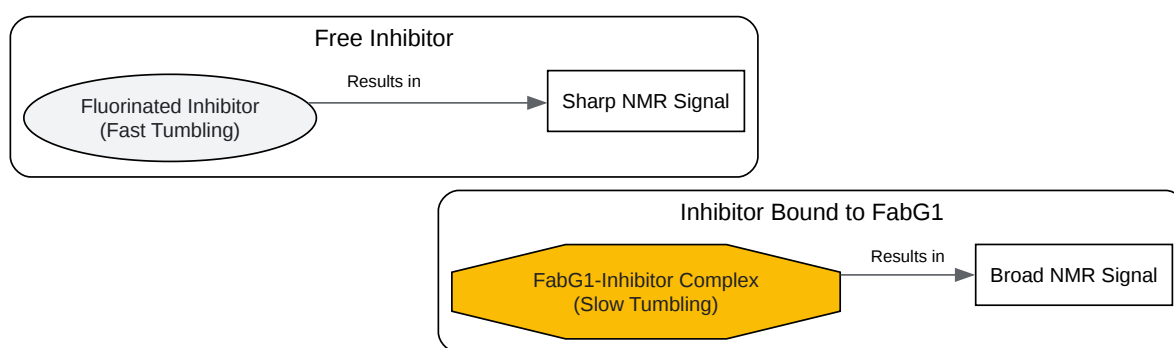 Free Inhibitor
Fluorinated Inhibitor
(Fast Tumbling)
Results in
Sharp NMR Signal
Inhibitor Bound to FabG1
FabG1-Inhibitor Complex
(Slow Tumbling)
Results in
Broad NMR Signal